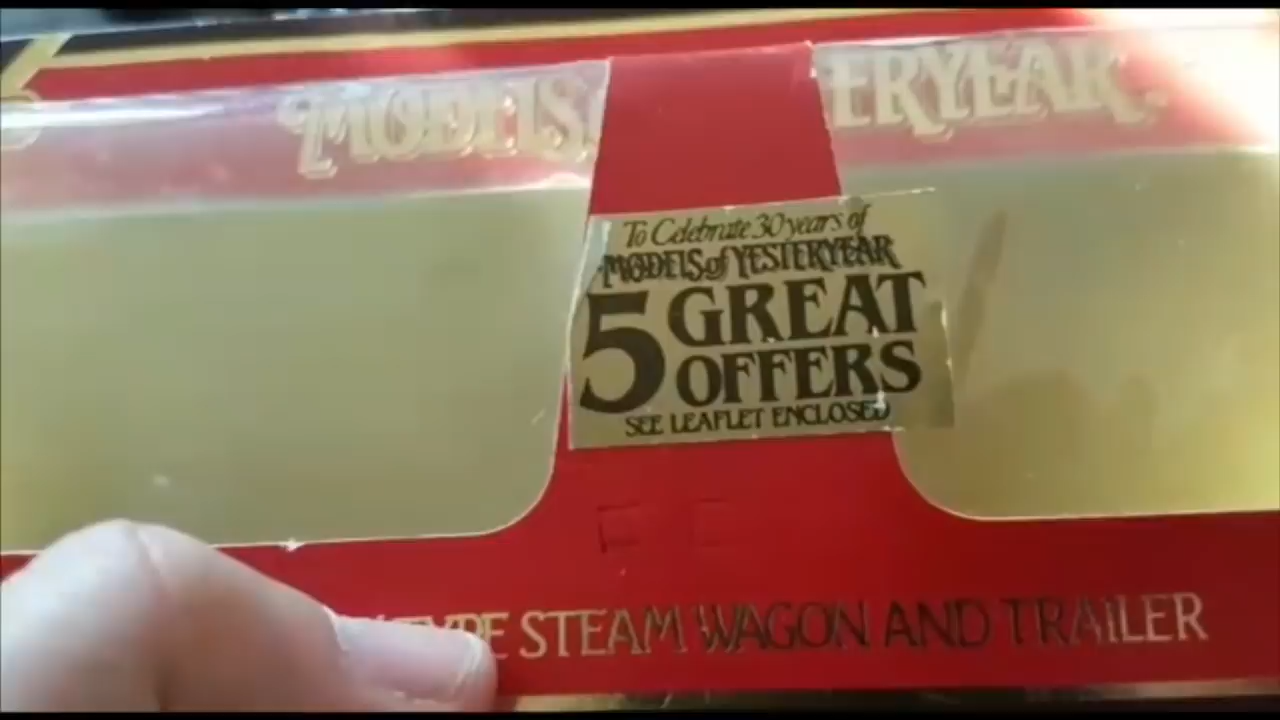 MODELS
ERYEAR
To Celebrate 30 years of
MODELS of YESTERYEAR
5 GREAT
OFFERS
SEE LEAFLET ENCLOSED
TYPE STEAM WAGON AND TRAILER